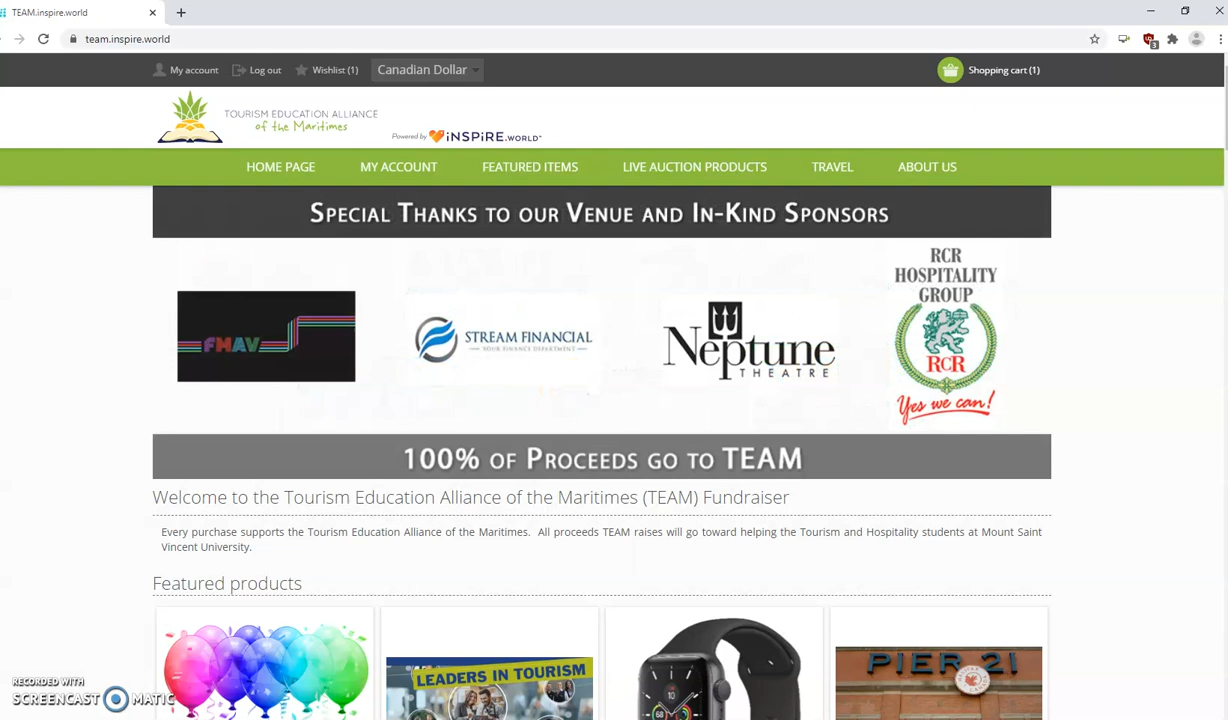 TEAM.inspire.world
team.inspire.world
3
My account
Log out
Wishlist (1)
Canadian Dollar
Shopping cart (1)
TOURISM EDUCATION ALLIANCE
of the MARITIMES
Powered by iNSPiRE.WORLD
HOME PAGE
MY ACCOUNT
FEATURED ITEMS
LIVE AUCTION PRODUCTS
TRAVEL
ABOUT US
SPECIAL THANKS TO OUR VENUE AND IN-KIND SPONSORS
FMAV
STREAM FINANCIAL
YOUR FINANCE DEPARTMENT
Neptune
THEATRE
RCR
HOSPITALITY
GROUP
RCR
Yes we can!
100% OF PROCEEDS GO TO TEAM
Welcome to the Tourism Education Alliance of the Maritimes (TEAM) Fundraiser
Every purchase supports the Tourism Education Alliance of the Maritimes. All proceeds TEAM raises will go toward helping the Tourism and Hospitality students at Mount Saint
Vincent University.
Featured products
LEADERS IN TOURISM
10
68
PIER 21
RECORDED WITH
SCREENCAST MATIC